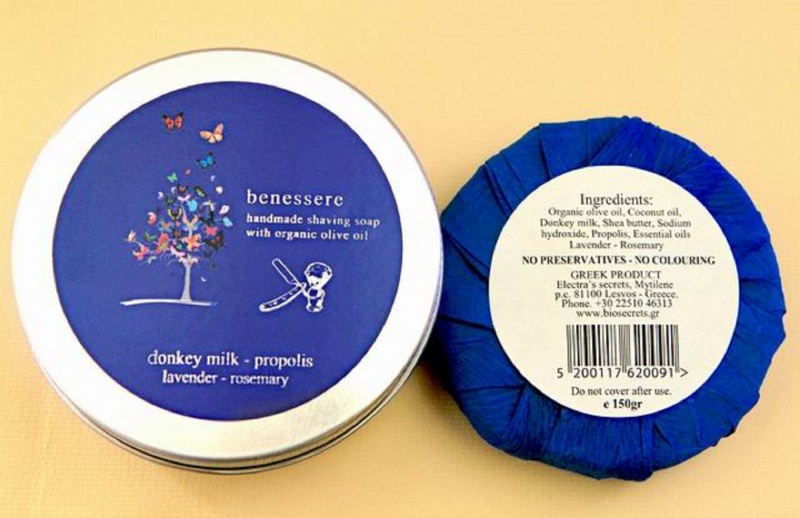 benessere
handmade shaving soap
with organic olive oil
donkey milk - propolis
lavender - rosemary
Ingredients:
Organic olive oil, Coconut oil,
Donkey milk, Shea butter, Sodium
hydroxide, Propolis, Essential oils
Lavender - Rosemary
NO PRESERVATIVES - NO COLOURING
GREEK PRODUCT
Electra's secrets, Mytilene
p.c. 81100 Lesvos - Greece.
Phone. +30 22510 46313
www.biosecrets.gr
5 200117 620091 >
Do not cover after use.
e 150gr